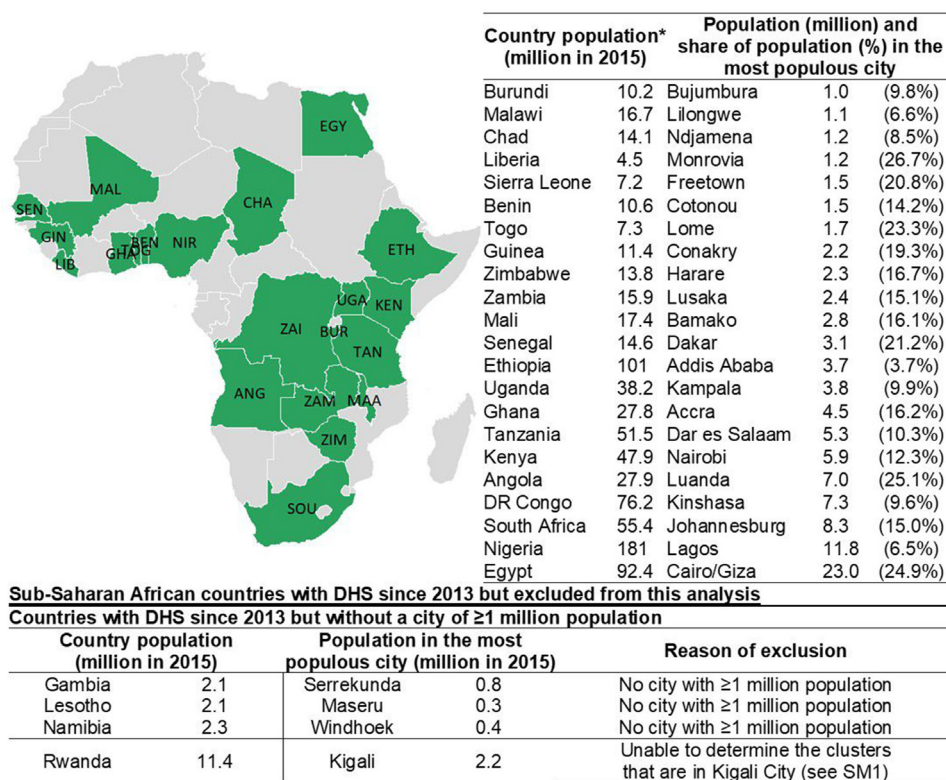 EGY
MAL
CHA
SEN
GIN
BEN
TOG
NIR
GHA
LIB
ETH
UGA
KEN
ZAI
BUR
TAN
ANG
ZAM
MAA
ZIM
SOU
Country population* (million in 2015) Population (million) and share of population (%) in the most populous city
Burundi 10.2 Bujumbura 1.0 (9.8%)
Malawi 16.7 Lilongwe 1.1 (6.6%)
Chad 14.1 Ndjamena 1.2 (8.5%)
Liberia 4.5 Monrovia 1.2 (26.7%)
Sierra Leone 7.2 Freetown 1.5 (20.8%)
Benin 10.6 Cotonou 1.5 (14.2%)
Togo 7.3 Lome 1.7 (23.3%)
Guinea 11.4 Conakry 2.2 (19.3%)
Zimbabwe 13.8 Harare 2.3 (16.7%)
Zambia 15.9 Lusaka 2.4 (15.1%)
Mali 17.4 Bamako 2.8 (16.1%)
Senegal 14.6 Dakar 3.1 (21.2%)
Ethiopia 101 Addis Ababa 3.7 (3.7%)
Uganda 38.2 Kampala 3.8 (9.9%)
Ghana 27.8 Accra 4.5 (16.2%)
Tanzania 51.5 Dar es Salaam 5.3 (10.3%)
Kenya 47.9 Nairobi 5.9 (12.3%)
Angola 27.9 Luanda 7.0 (25.1%)
DR Congo 76.2 Kinshasa 7.3 (9.6%)
South Africa 55.4 Johannesburg 8.3 (15.0%)
Nigeria 181 Lagos 11.8 (6.5%)
Egypt 92.4 Cairo/Giza 23.0 (24.9%)
Sub-Saharan African countries with DHS since 2013 but excluded from this analysis
Countries with DHS since 2013 but without a city of ≥1 million population
Country population (million in 2015) Population in the most populous city (million in 2015) Reason of exclusion
Gambia 2.1 Serrekunda 0.8 No city with ≥1 million population
Lesotho 2.1 Maseru 0.3 No city with ≥1 million population
Namibia 2.3 Windhoek 0.4 No city with ≥1 million population
Rwanda 11.4 Kigali 2.2 Unable to determine the clusters that are in Kigali City (see SM1)